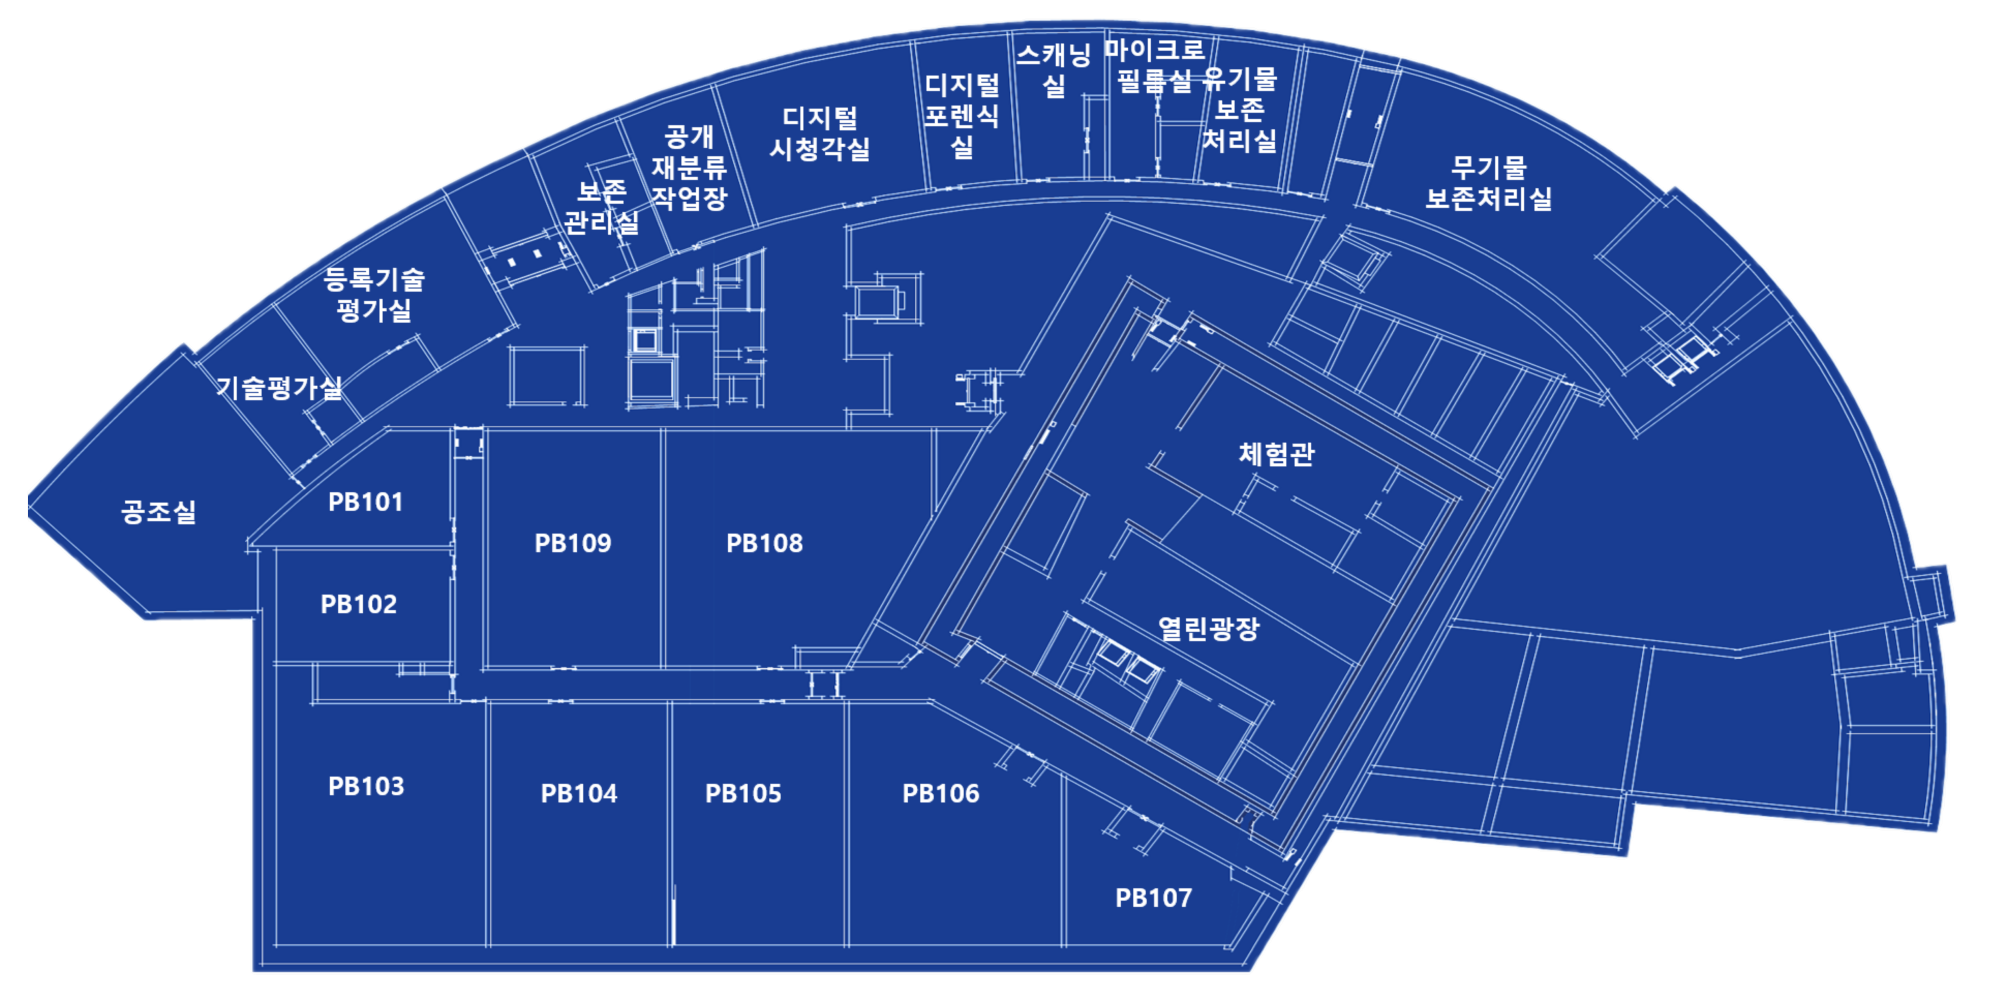 스캐닝
실
마이크로
필름실
유기물
보존
처리실
디지털
포렌식
실
디지털
시청각실
공개
재분류
작업장
보존
관리실
무기물
보존처리실
등록기술
평가실
기술평가실
공조실
체험관
열린광장
PB101
PB102
PB109
PB108
PB103
PB104
PB105
PB106
PB107